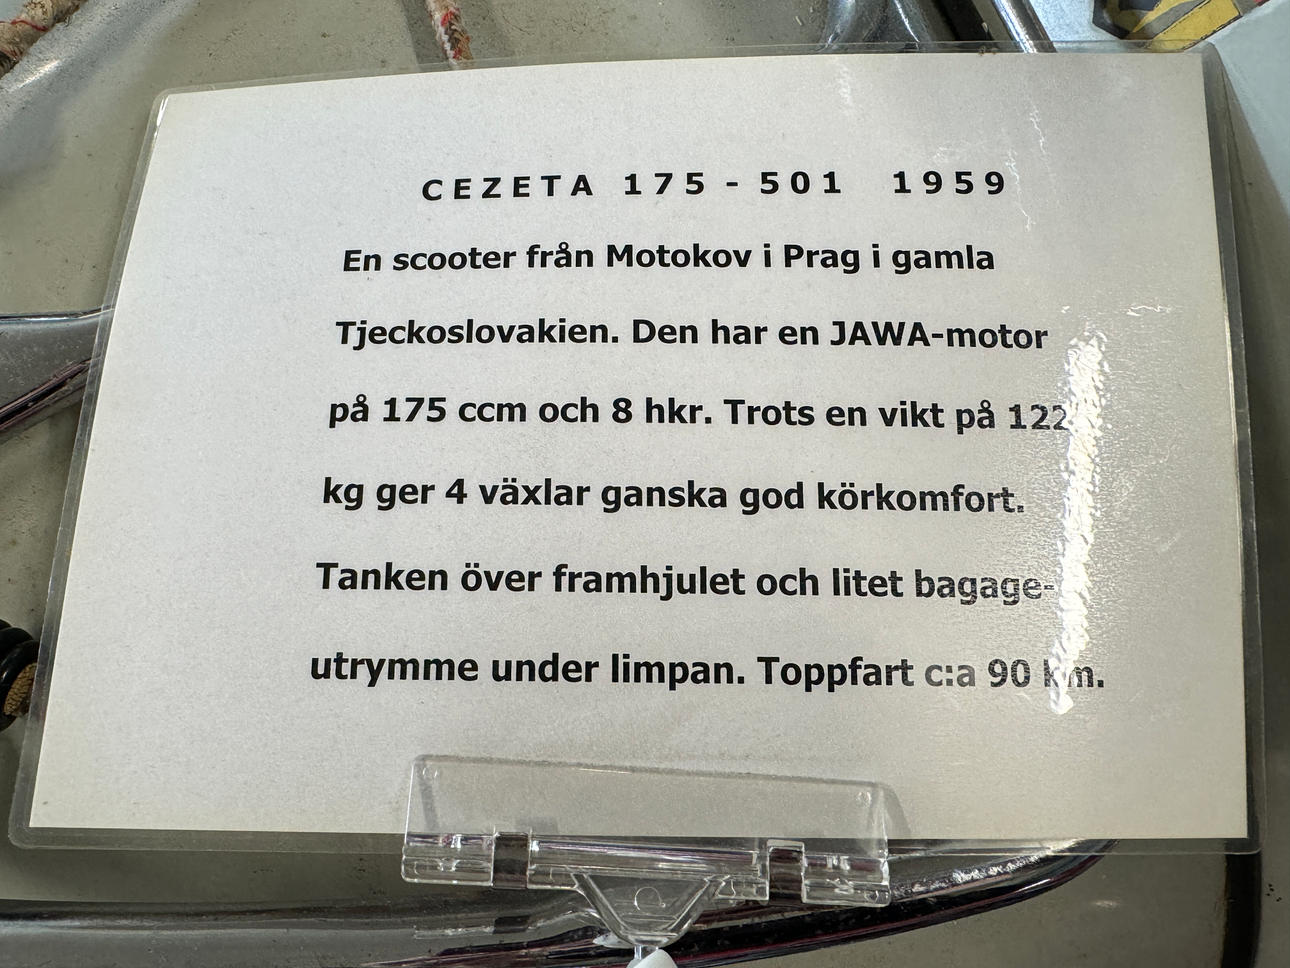 CEZETA 175 - 501 1959
En scooter från Motokov i Prag i gamla
Tjeckoslovakien. Den har en JAWA-motor
på 175 ccm och 8 hkr. Trots en vikt på 122
kg ger 4 växlar ganska god körkomfort.
Tanken över framhjulet och litet bagage-
utrymme under limpan. Toppfart c:a 90 km.